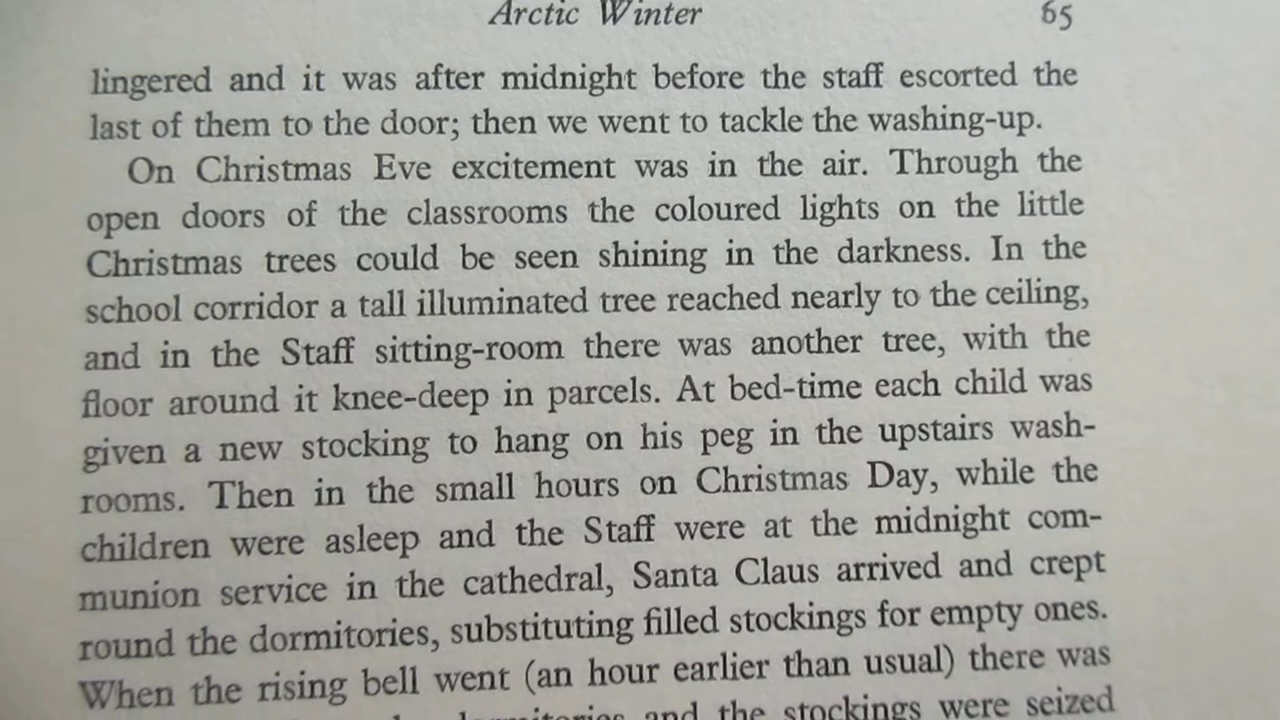 Arctic Winter 65
lingered and it was after midnight before the staff escorted the
last of them to the door; then we went to tackle the washing-up.
On Christmas Eve excitement was in the air. Through the
open doors of the classrooms the coloured lights on the little
Christmas trees could be seen shining in the darkness. In the
school corridor a tall illuminated tree reached nearly to the ceiling,
and in the Staff sitting-room there was another tree, with the
floor around it knee-deep in parcels. At bed-time each child was
given a new stocking to hang on his peg in the upstairs wash-
rooms. Then in the small hours on Christmas Day, while the
children were asleep and the Staff were at the midnight com-
munion service in the cathedral, Santa Claus arrived and crept
round the dormitories, substituting filled stockings for empty ones.
When the rising bell went (an hour earlier than usual) there was
dormitories and the stockings were seized